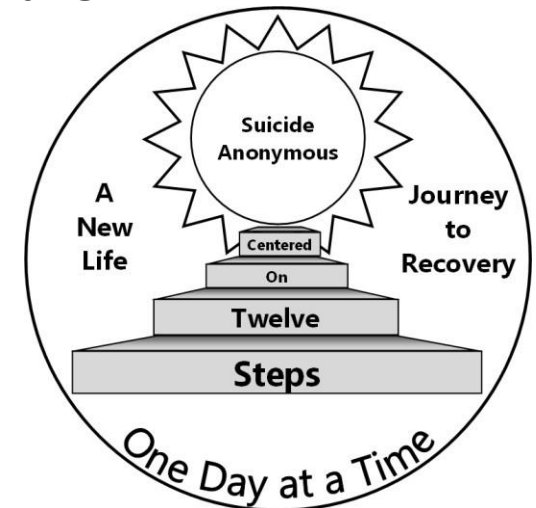 Suicide
Anonymous
A
New
Life
Journey
to
Recovery
Centered
On
Twelve
Steps
One Day at a Time